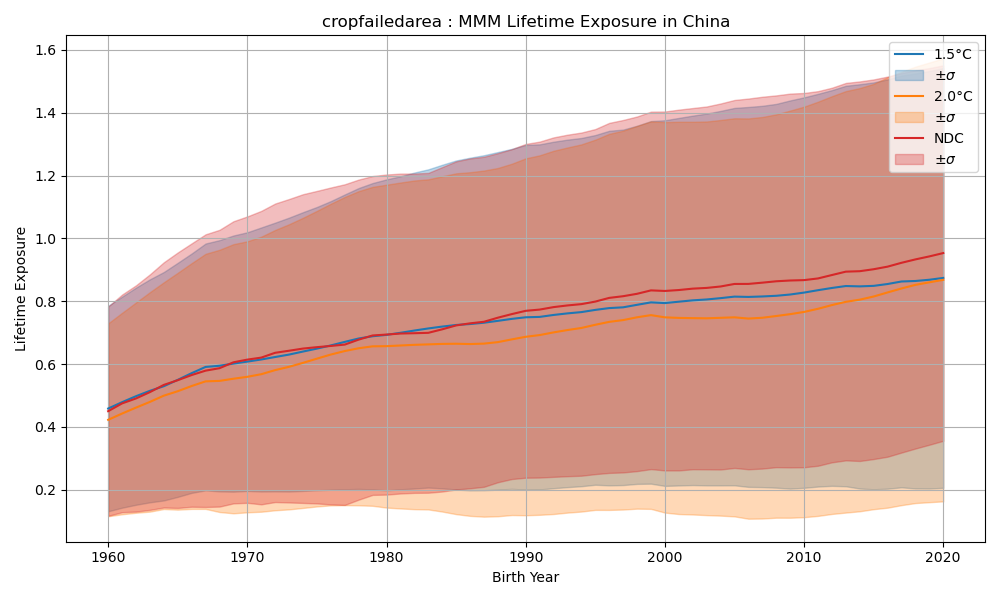 cropfailedarea : MMM Lifetime Exposure in China
1.6
1.4
1.2
1.0
0.8
0.6
0.4
0.2
Lifetime Exposure
1960
1970
1980
1990
2000
2010
2020
Birth Year
1.5°C
±σ
2.0°C
±σ
NDC
±σ